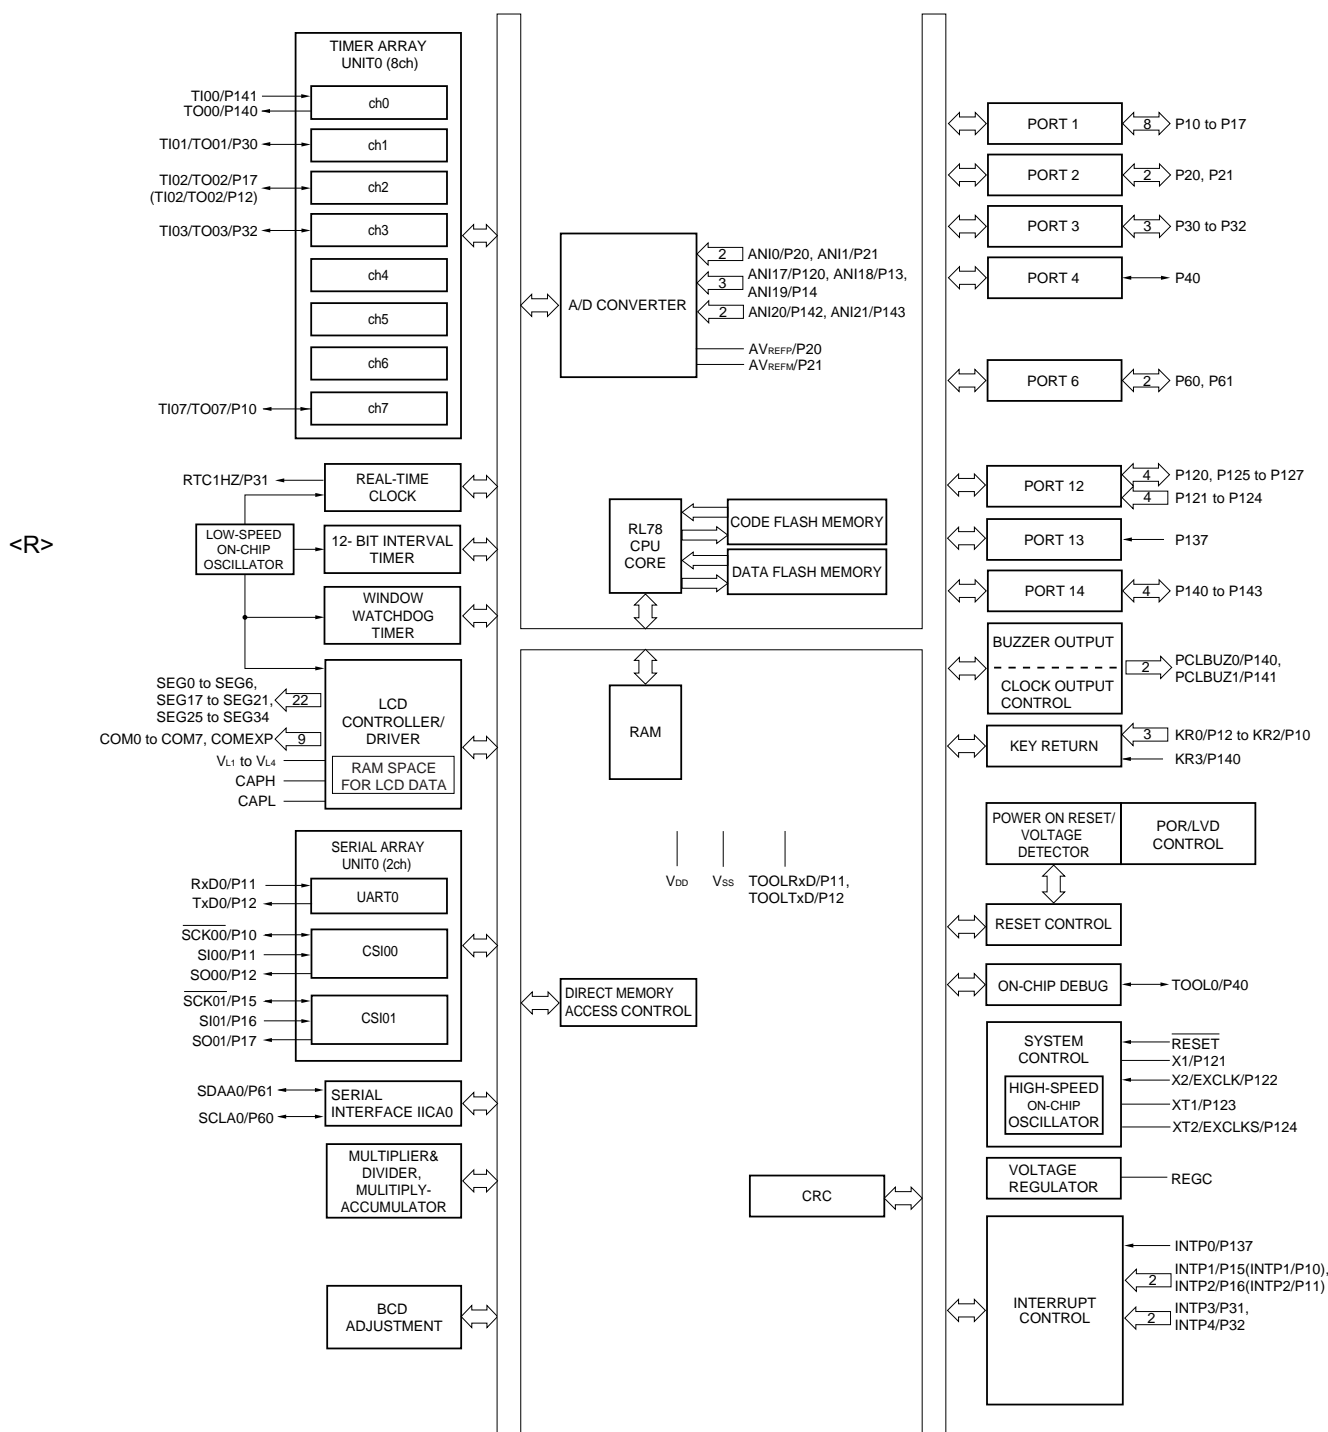 TIMER ARRAY
UNIT0 (8ch)
TI00/P141
TO00/P140
ch0
TI01/TO01/P30
ch1
TI02/TO02/P17
(TI02/TO02/P12)
ch2
TI03/TO03/P32
ch3
ch4
ch5
ch6
TI07/TO07/P10
ch7
RTC1HZ/P31
REAL-TIME
CLOCK
<R>
LOW-SPEED
ON-CHIP
OSCILLATOR
12- BIT INTERVAL
TIMER
WINDOW
WATCHDOG
TIMER
SEG0 to SEG6,
SEG17 to SEG21,
SEG25 to SEG34
22
COM0 to COM7, COMEXP
9
VL1 to VL4
CAPH
CAPL
LCD
CONTROLLER/
DRIVER
RAM SPACE
FOR LCD DATA
SERIAL ARRAY
UNIT0 (2ch)
RxD0/P11
TxD0/P12
UART0
SCK00/P10
SI00/P11
SO00/P12
CSI00
SCK01/P15
SI01/P16
SO01/P17
CSI01
SDAA0/P61
SCLA0/P60
SERIAL
INTERFACE IICA0
MULTIPLIER&
DIVIDER,
MULITIPLY-
ACCUMULATOR
BCD
ADJUSTMENT
A/D CONVERTER
2
ANI0/P20, ANI1/P21
3
ANI17/P120, ANI18/P13,
ANI19/P14
2
ANI20/P142, ANI21/P143
AVREFP/P20
AVREFM/P21
RL78
CPU
CORE
CODE FLASH MEMORY
DATA FLASH MEMORY
RAM
VDD
VSS
TOOLRxD/P11,
TOOLTxD/P12
DIRECT MEMORY
ACCESS CONTROL
CRC
PORT 1
8
P10 to P17
PORT 2
2
P20, P21
PORT 3
3
P30 to P32
PORT 4
P40
PORT 6
2
P60, P61
PORT 12
4
P120, P125 to P127
4
P121 to P124
PORT 13
P137
PORT 14
4
P140 to P143
BUZZER OUTPUT
CLOCK OUTPUT
CONTROL
2
PCLBUZ0/P140,
PCLBUZ1/P141
KEY RETURN
3
KR0/P12 to KR2/P10
KR3/P140
POWER ON RESET/
VOLTAGE
DETECTOR
POR/LVD
CONTROL
RESET CONTROL
ON-CHIP DEBUG
TOOL0/P40
SYSTEM
CONTROL
HIGH-SPEED
ON-CHIP
OSCILLATOR
RESET
X1/P121
X2/EXCLK/P122
XT1/P123
XT2/EXCLKS/P124
VOLTAGE
REGULATOR
REGC
INTERRUPT
CONTROL
INTP0/P137
2
INTP1/P15(INTP1/P10),
INTP2/P16(INTP2/P11)
2
INTP3/P31,
INTP4/P32